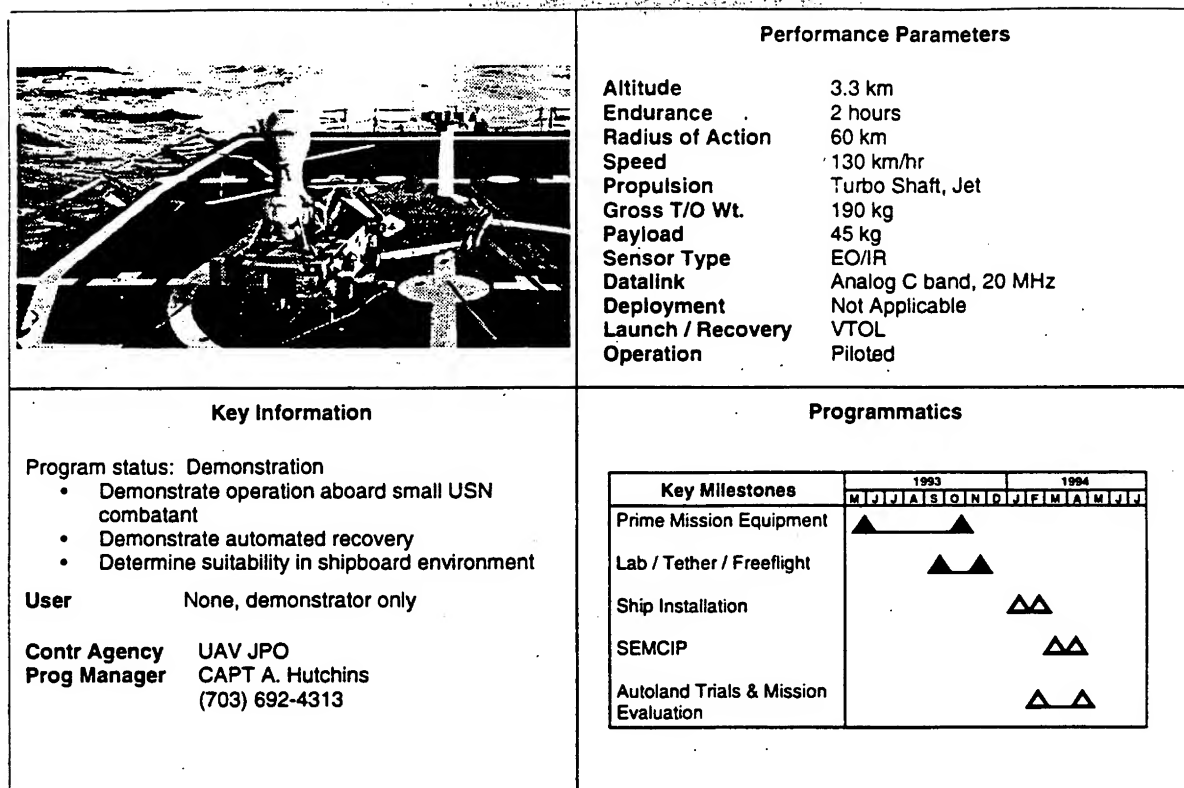 Performance Parameters
Altitude 3.3 km
Endurance 2 hours
Radius of Action 60 km
Speed 130 km/hr
Propulsion Turbo Shaft, Jet
Gross T/O Wt. 190 kg
Payload 45 kg
Sensor Type EO/IR
Datalink Analog C band, 20 MHz
Deployment Not Applicable
Launch / Recovery VTOL
Operation Piloted
Key Information
Program status: Demonstration
• Demonstrate operation aboard small USN
combatant
• Demonstrate automated recovery
• Determine suitability in shipboard environment
User None, demonstrator only
Contr Agency UAV JPO
Prog Manager CAPT A. Hutchins
(703) 692-4313
Programmatics
Key Milestones 1993 1994
M J J A S O N D J F M A M J J
Prime Mission Equipment
Lab / Tether / Freeflight
Ship Installation
SEMCIP
Autoland Trials & Mission
Evaluation